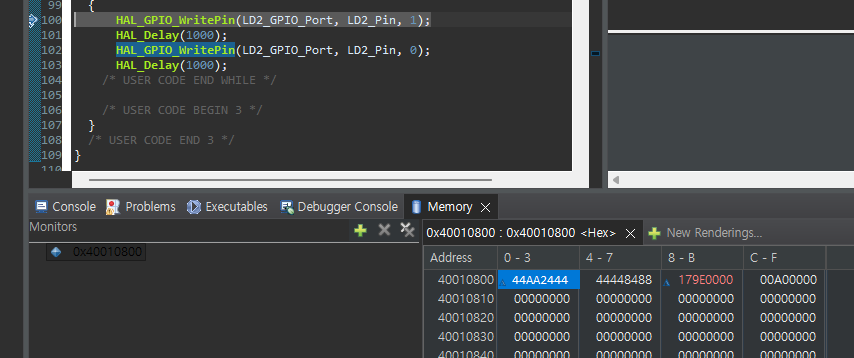 99 {
100 HAL_GPIO_WritePin(LD2_GPIO_Port, LD2_Pin, 1);
101 HAL_Delay(1000);
102 HAL_GPIO_WritePin(LD2_GPIO_Port, LD2_Pin, 0);
103 HAL_Delay(1000);
104 /* USER CODE END WHILE */
105
106 /* USER CODE BEGIN 3 */
107 }
108 /* USER CODE END 3 */
109 }
110
Console Problems Executables Debugger Console Memory
Monitors
0x40010800
0x40010800 : 0x40010800 <Hex> New Renderings...
Address 0 - 3 4 - 7 8 - B C - F
40010800 44AA2444 44448488 179E0000 00A00000
40010810 00000000 00000000 00000000 00000000
40010820 00000000 00000000 00000000 00000000
40010830 00000000 00000000 00000000 00000000
40010840 00000000 00000000 00000000 00000000